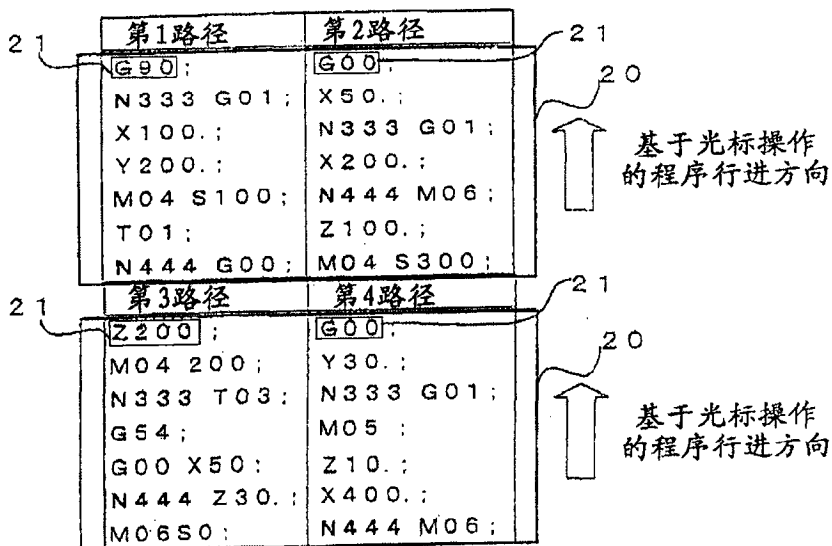 第1路径 第2路径
21 21
G90; G00;
20
N333 G01; X50.;
X100. ; N333 G01;
Y200. ; X200. ;
M04 S100; N444 M06;
T01; Z100. ;
N444 G00; M04 S300;
基于光标操作
的程序行进方向
第3路径 第4路径
21 21
Z200 ; G00;
20
M04 200; Y30. ;
N333 T03; N333 G01;
G54; M05 ;
G00 X50; Z10. ;
N444 Z30. ; X400. ;
M06S0; N444 M06;
基于光标操作
的程序行进方向